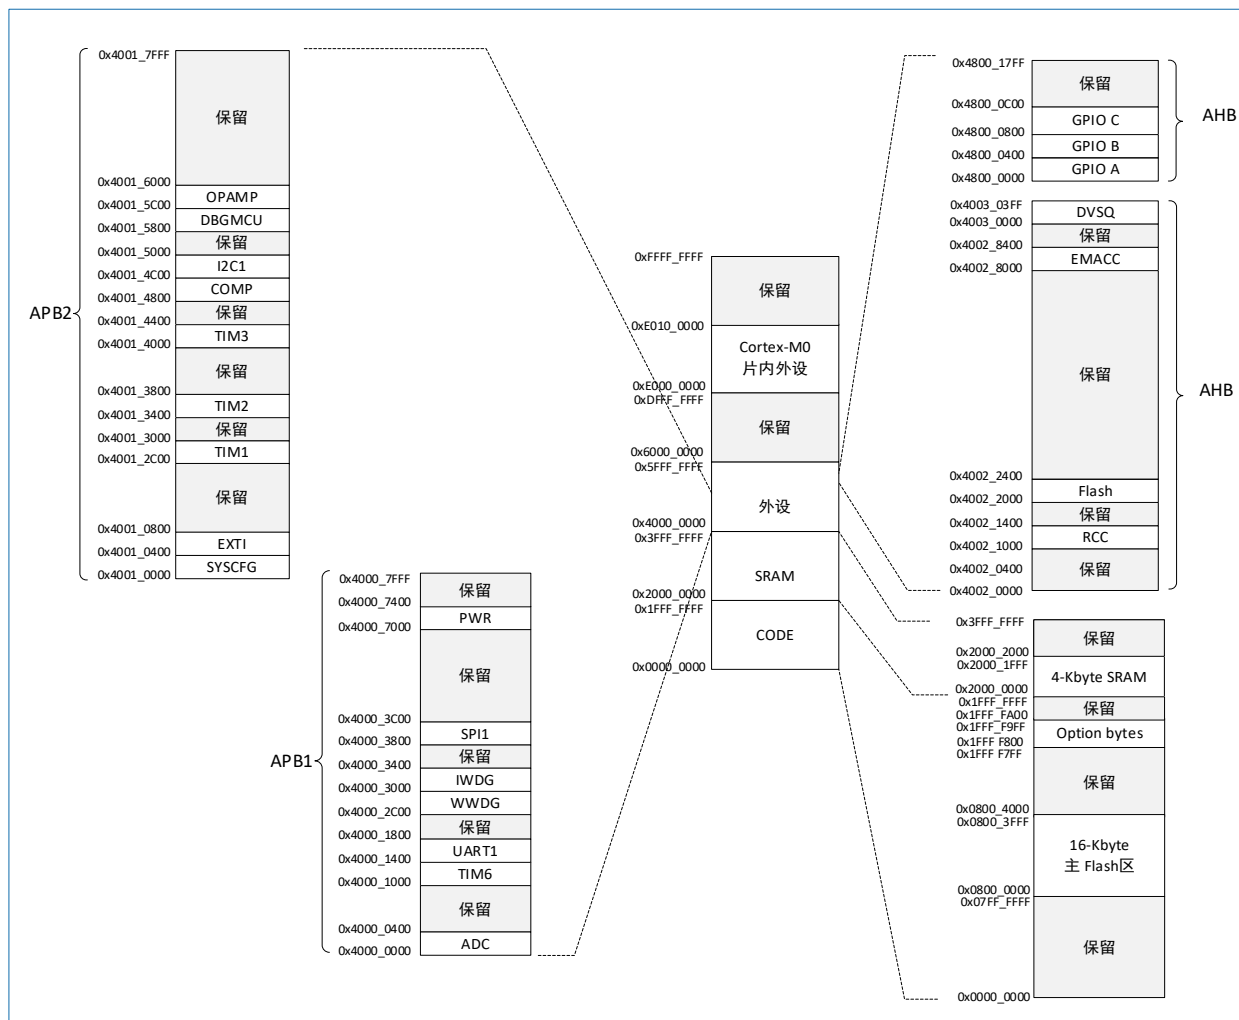 APB2
0x4001_7FFF
保留
0x4001_6000
OPAMP
0x4001_5C00
DBGMCU
0x4001_5800
保留
0x4001_5000
I2C1
0x4001_4C00
COMP
0x4001_4800
保留
0x4001_4400
TIM3
0x4001_4000
保留
0x4001_3800
TIM2
0x4001_3400
保留
0x4001_3000
TIM1
0x4001_2C00
保留
0x4001_0800
EXTI
0x4001_0400
SYSCFG
0x4001_0000
APB1
0x4000_7FFF
保留
0x4000_7400
PWR
0x4000_7000
保留
0x4000_3C00
SPI1
0x4000_3800
保留
0x4000_3400
IWDG
0x4000_3000
WWDG
0x4000_2C00
保留
0x4000_1800
UART1
0x4000_1400
TIM6
0x4000_1000
保留
0x4000_0400
ADC
0x4000_0000
0xFFFF_FFFF
保留
0xE010_0000
Cortex-M0
片内外设
0xE000_0000
0xDFFF_FFFF
保留
0x6000_0000
0x5FFF_FFFF
外设
0x4000_0000
0x3FFF_FFFF
SRAM
0x2000_0000
0x1FFF_FFFF
CODE
0x0000_0000
0x4800_17FF
保留
0x4800_0C00
GPIO C
0x4800_0800
GPIO B
0x4800_0400
GPIO A
0x4800_0000
AHB
0x4003_03FF
DVSQ
0x4003_0000
保留
0x4002_8400
EMACC
0x4002_8000
保留
0x4002_2400
Flash
0x4002_2000
保留
0x4002_1400
RCC
0x4002_1000
0x4002_0400
保留
0x4002_0000
AHB
0x3FFF_FFFF
保留
0x2000_2000
0x2000_1FFF
4-Kbyte SRAM
0x2000_0000
0x1FFF_FFFF
保留
0x1FFF_FA00
0x1FFF_F9FF
Option bytes
0x1FFF F800
0x1FFF F7FF
保留
0x0800_4000
0x0800_3FFF
16-Kbyte
主 Flash区
0x0800_0000
0x07FF_FFFF
保留
0x0000_0000